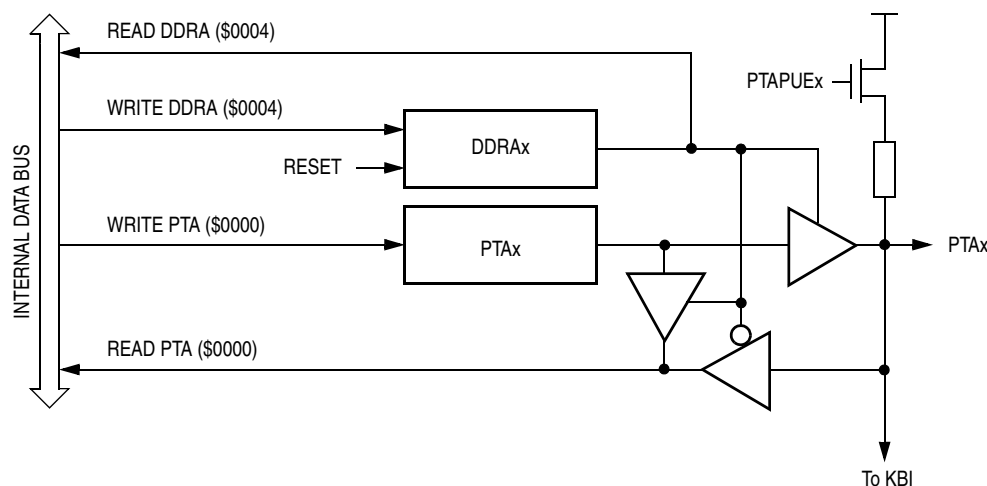 READ DDRA ($0004)
PTAPUEx
WRITE DDRA ($0004)
DDRAx
RESET
INTERNAL DATA BUS
WRITE PTA ($0000)
PTAx
PTAx
READ PTA ($0000)
To KBI